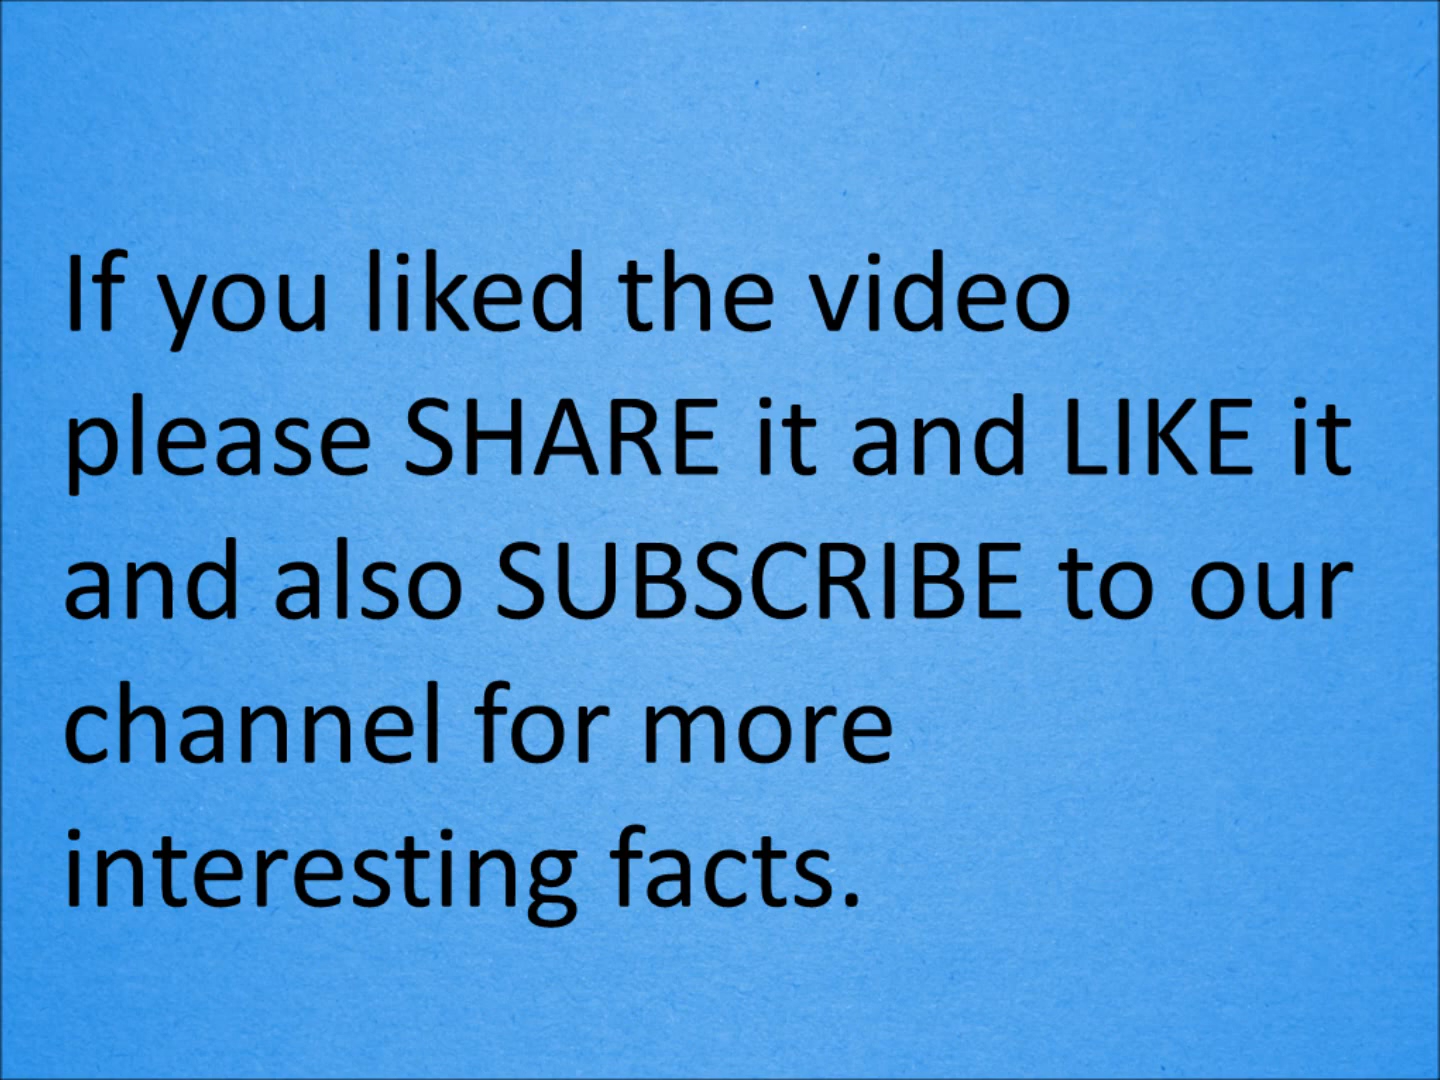 If you liked the video
please SHARE it and LIKE it
and also SUBSCRIBE to our
channel for more
interesting facts.